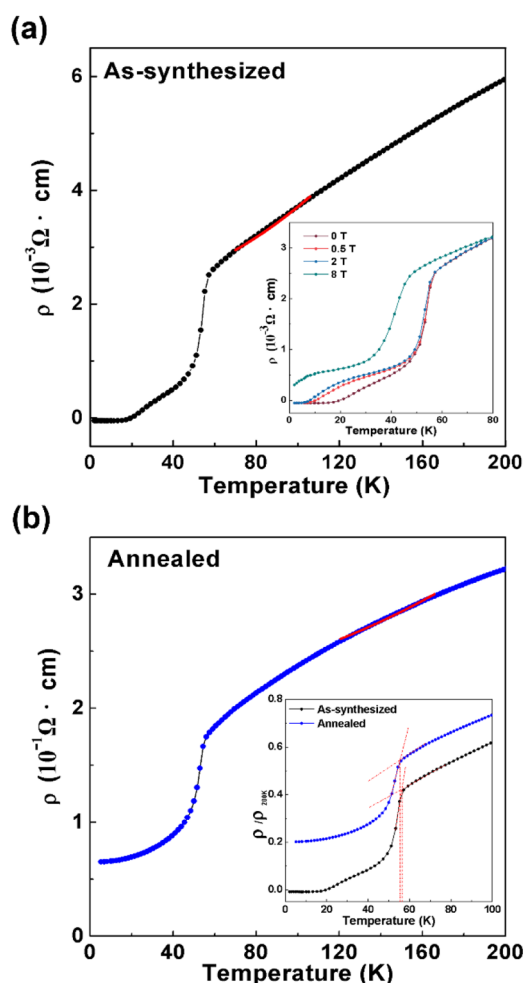 (a)
As-synthesized
6
4
2
0
ρ (10⁻³Ω · cm)
0 T
0.5 T
2 T
8 T
3
2
1
0
ρ (10⁻³Ω · cm)
0 20 40 60 80
Temperature (K)
0 40 80 120 160 200
Temperature (K)
(b)
Annealed
3
2
1
0
ρ (10⁻¹Ω · cm)
0.8
0.6
0.4
0.2
0.0
ρ/ρ200K
As-synthesized
Annealed
0 20 40 60 80 100
Temperature (K)
0 40 80 120 160 200
Temperature (K)